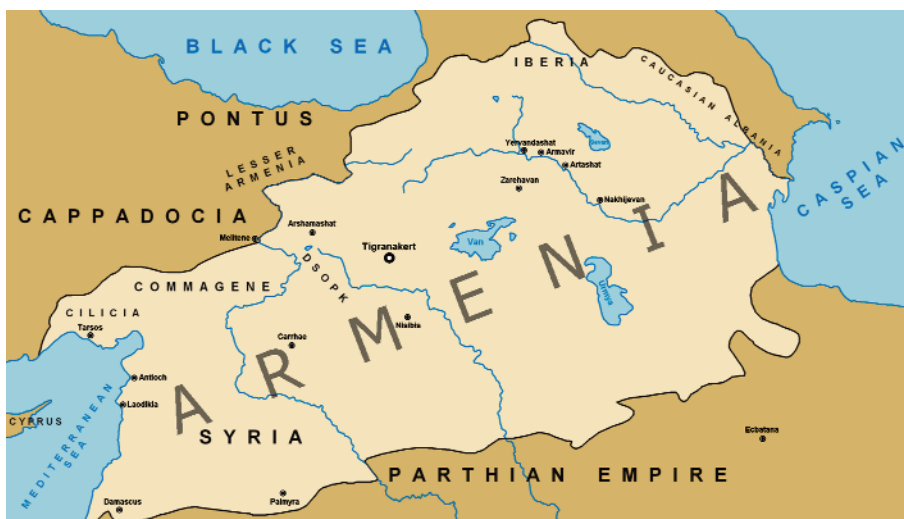 BLACK SEA
IBERIA
CAUCASIAN ALBANIA
PONTUS
LESSER
ARMENIA
Yervandashat
Armavir
Sevan
Artashat
CASPIAN
SEA
Zarehavan
Nakhijevan
CAPPADOCIA
Arshamashat
Melitene
Tigranakert
Van
DSOPK
COMMAGENE
Urmya
CILICIA
Tarsos
Nisibis
Carrhae
ARMENIA
Antioch
Laodikia
CYPRUS
MEDITERRANEAN
SEA
SYRIA
Ecbatana
PARTHIAN EMPIRE
Damascus
Palmyra